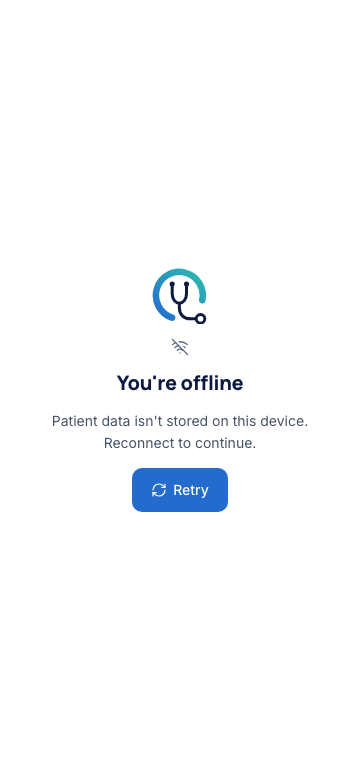 You're offline
Patient data isn't stored on this device.
Reconnect to continue.
Retry